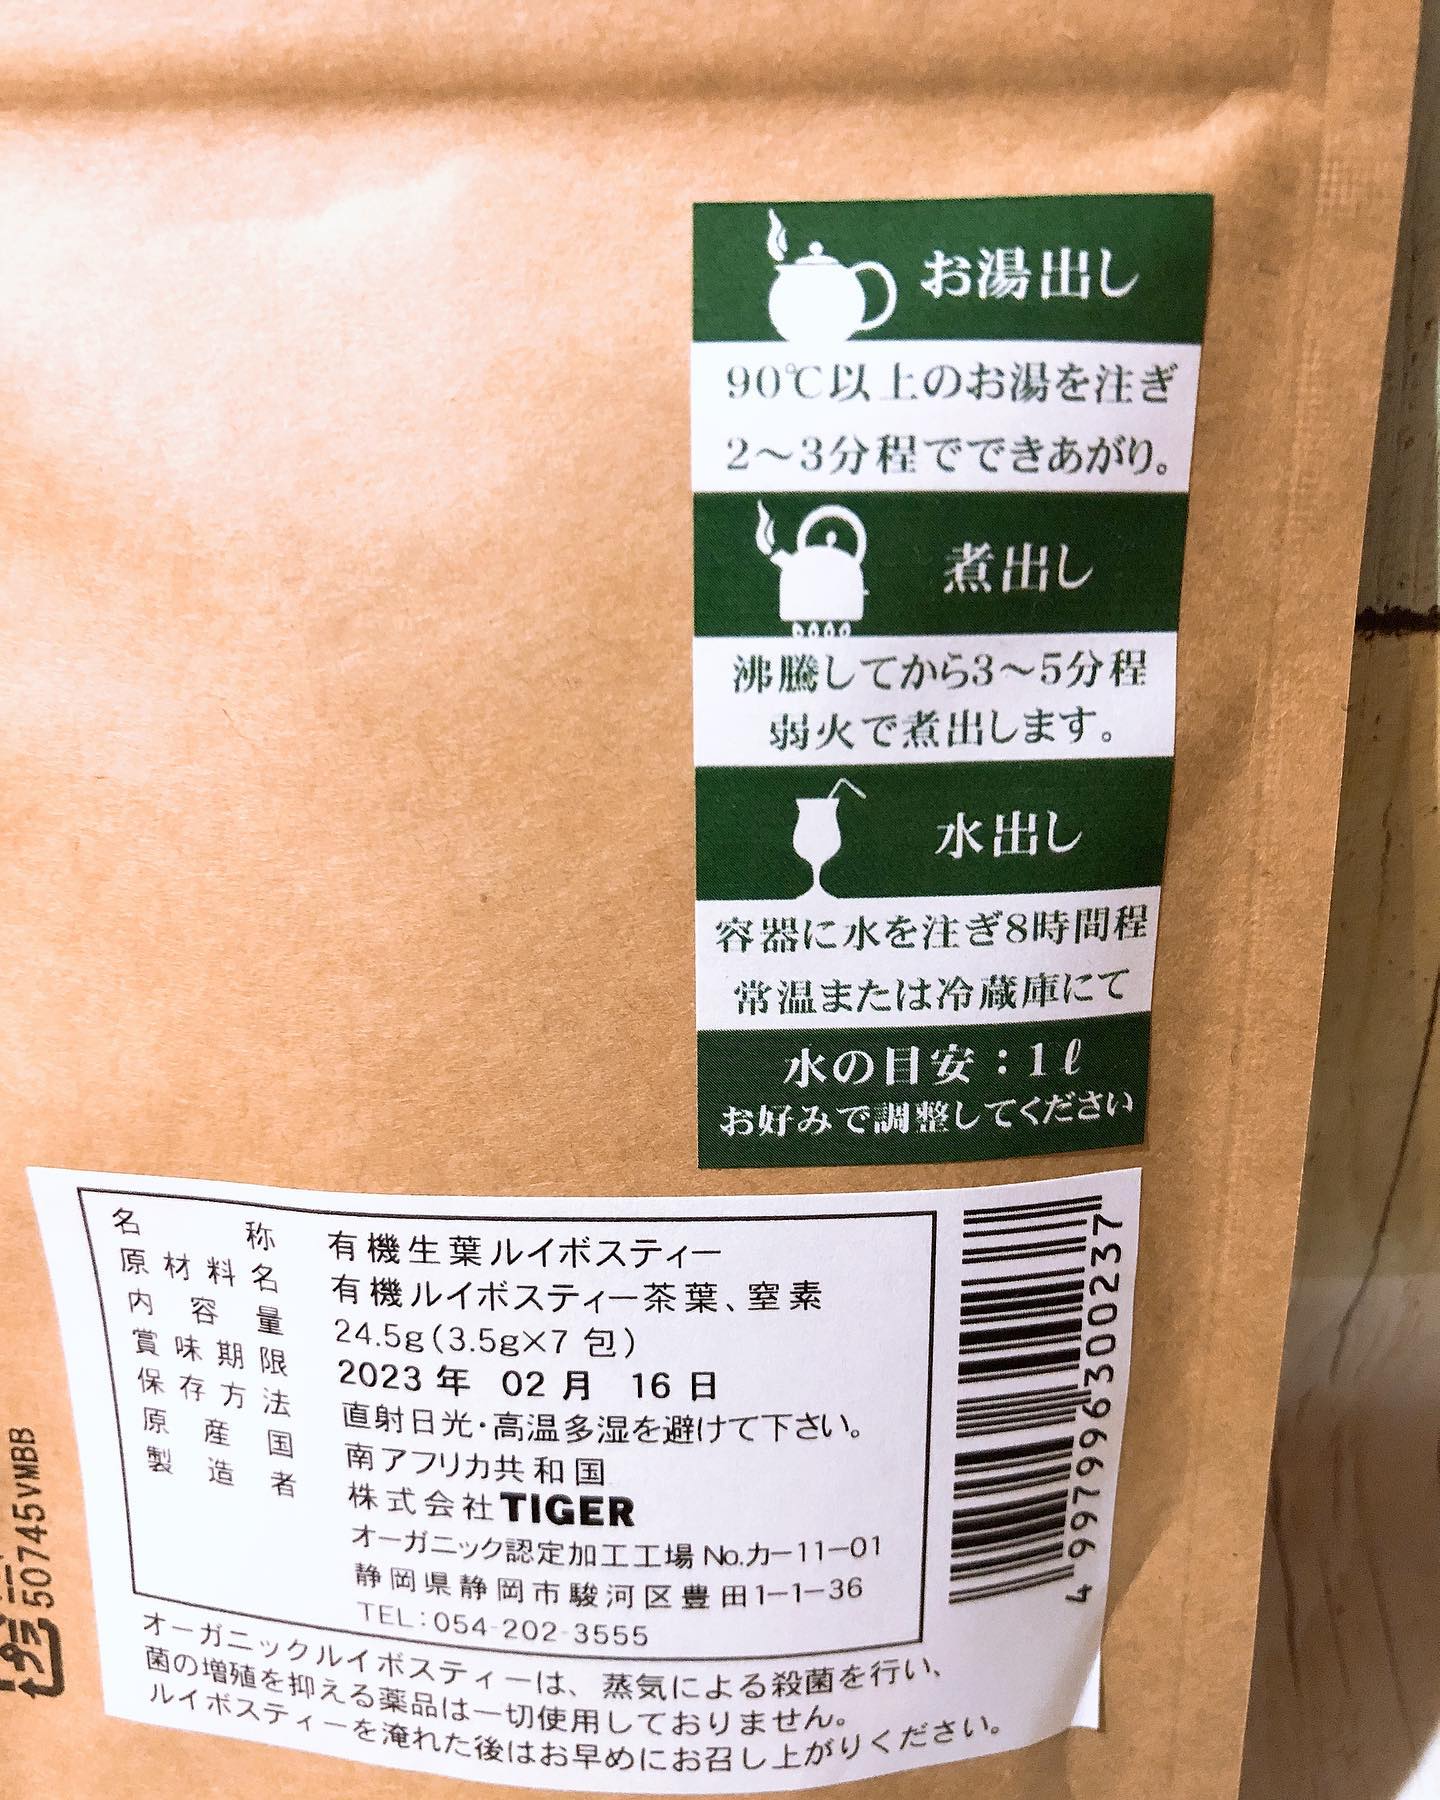 お湯出し
90℃以上のお湯を注ぎ
2〜3分程でできあがり。
煮出し
沸騰してから3〜5分程
弱火で煮出します。
水出し
容器に水を注ぎ8時間程
常温または冷蔵庫にて
水の目安：1ℓ
お好みで調整してください
名称 有機生葉ルイボスティー
原材料名 有機ルイボスティー茶葉、窒素
内容量 24.5g(3.5g×7 包)
賞味期限 2023年 02月 16日
保存方法 直射日光・高温多湿を避けて下さい。
原産国 南アフリカ共和国
製造者 株式会社TIGER
オーガニック認定加工工場 No.カ-11-01
静岡県静岡市駿河区豊田1-1-36
TEL:054-202-3555
オーガニックルイボスティーは、蒸気による殺菌を行い、
菌の増殖を抑える薬品は一切使用しておりません。
ルイボスティーを淹れた後はお早めにお召し上がりください。
4 997996 300237
50745VMBB
プラ